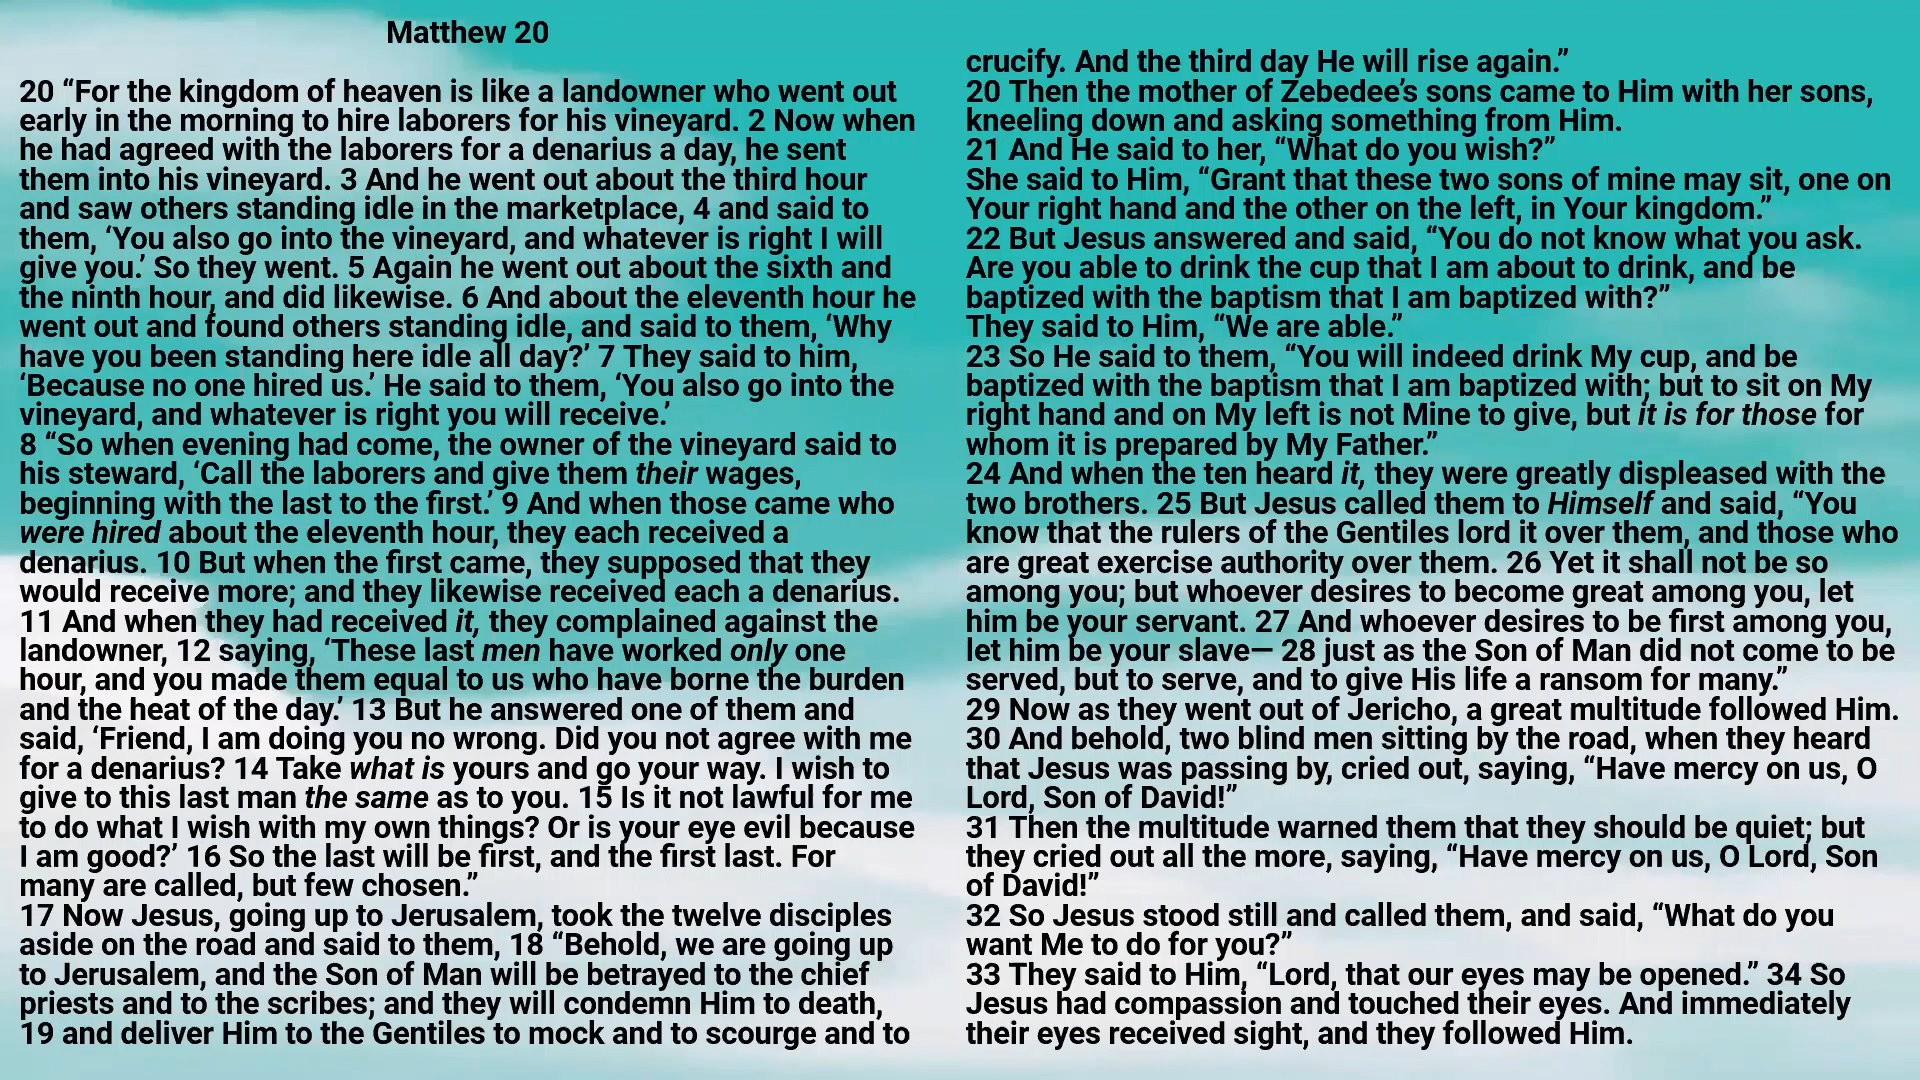 Matthew 20
20 “For the kingdom of heaven is like a landowner who went out
early in the morning to hire laborers for his vineyard. 2 Now when
he had agreed with the laborers for a denarius a day, he sent
them into his vineyard. 3 And he went out about the third hour
and saw others standing idle in the marketplace, 4 and said to
them, ‘You also go into the vineyard, and whatever is right I will
give you.’ So they went. 5 Again he went out about the sixth and
the ninth hour, and did likewise. 6 And about the eleventh hour he
went out and found others standing idle, and said to them, ‘Why
have you been standing here idle all day?’ 7 They said to him,
‘Because no one hired us.’ He said to them, ‘You also go into the
vineyard, and whatever is right you will receive.’
8 “So when evening had come, the owner of the vineyard said to
his steward, ‘Call the laborers and give them their wages,
beginning with the last to the first.’ 9 And when those came who
were hired about the eleventh hour, they each received a
denarius. 10 But when the first came, they supposed that they
would receive more; and they likewise received each a denarius.
11 And when they had received it, they complained against the
landowner, 12 saying, ‘These last men have worked only one
hour, and you made them equal to us who have borne the burden
and the heat of the day.’ 13 But he answered one of them and
said, ‘Friend, I am doing you no wrong. Did you not agree with me
for a denarius? 14 Take what is yours and go your way. I wish to
give to this last man the same as to you. 15 Is it not lawful for me
to do what I wish with my own things? Or is your eye evil because
I am good?’ 16 So the last will be first, and the first last. For
many are called, but few chosen.”
17 Now Jesus, going up to Jerusalem, took the twelve disciples
aside on the road and said to them, 18 “Behold, we are going up
to Jerusalem, and the Son of Man will be betrayed to the chief
priests and to the scribes; and they will condemn Him to death,
19 and deliver Him to the Gentiles to mock and to scourge and to
crucify. And the third day He will rise again.”
20 Then the mother of Zebedee’s sons came to Him with her sons,
kneeling down and asking something from Him.
21 And He said to her, “What do you wish?”
She said to Him, “Grant that these two sons of mine may sit, one on
Your right hand and the other on the left, in Your kingdom.”
22 But Jesus answered and said, “You do not know what you ask.
Are you able to drink the cup that I am about to drink, and be
baptized with the baptism that I am baptized with?”
They said to Him, “We are able.”
23 So He said to them, “You will indeed drink My cup, and be
baptized with the baptism that I am baptized with; but to sit on My
right hand and on My left is not Mine to give, but it is for those for
whom it is prepared by My Father.”
24 And when the ten heard it, they were greatly displeased with the
two brothers. 25 But Jesus called them to Himself and said, “You
know that the rulers of the Gentiles lord it over them, and those who
are great exercise authority over them. 26 Yet it shall not be so
among you; but whoever desires to become great among you, let
him be your servant. 27 And whoever desires to be first among you,
let him be your slave— 28 just as the Son of Man did not come to be
served, but to serve, and to give His life a ransom for many.”
29 Now as they went out of Jericho, a great multitude followed Him.
30 And behold, two blind men sitting by the road, when they heard
that Jesus was passing by, cried out, saying, “Have mercy on us, O
Lord, Son of David!”
31 Then the multitude warned them that they should be quiet; but
they cried out all the more, saying, “Have mercy on us, O Lord, Son
of David!”
32 So Jesus stood still and called them, and said, “What do you
want Me to do for you?”
33 They said to Him, “Lord, that our eyes may be opened.” 34 So
Jesus had compassion and touched their eyes. And immediately
their eyes received sight, and they followed Him.